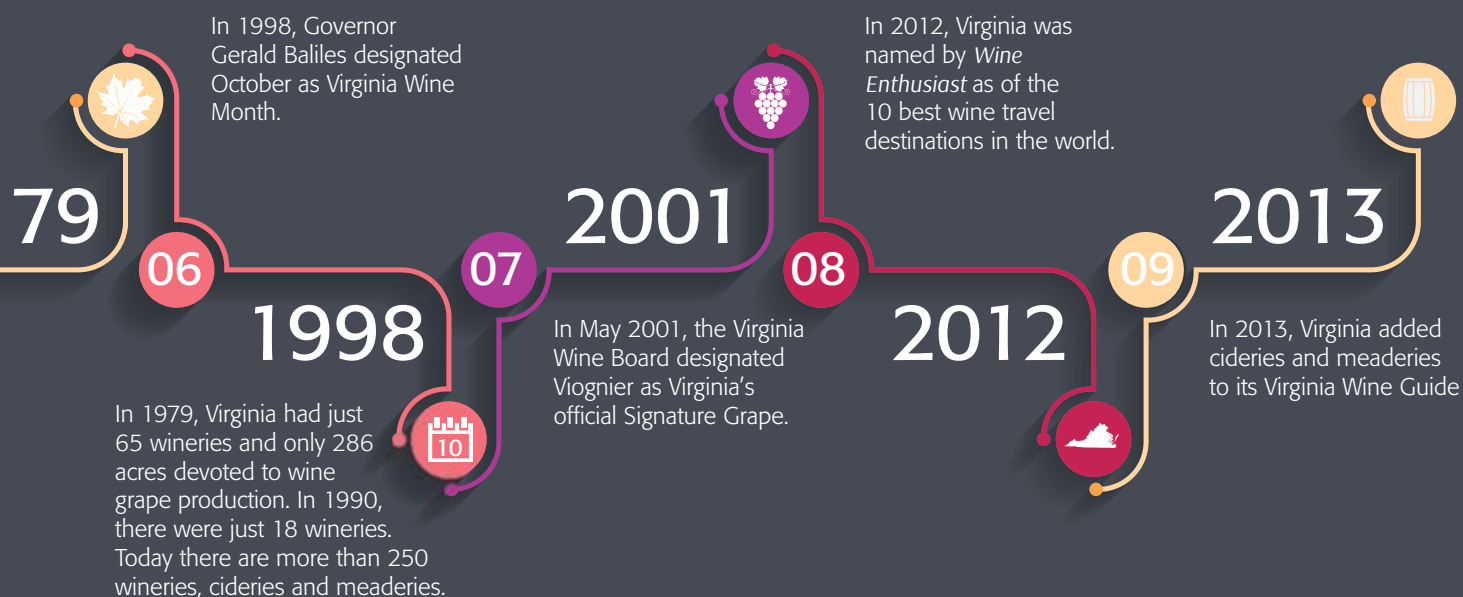 79
06
In 1979, Virginia had just
65 wineries and only 286
acres devoted to wine
grape production. In 1990,
there were just 18 wineries.
Today there are more than 250
wineries, cideries and meaderies.
In 1998, Governor
Gerald Baliles designated
October as Virginia Wine
Month.
1998
10
07
2001
In May 2001, the Virginia
Wine Board designated
Viognier as Virginia’s
official Signature Grape.
08
In 2012, Virginia was
named by Wine
Enthusiast as of the
10 best wine travel
destinations in the world.
2012
09
2013
In 2013, Virginia added
cideries and meaderies
to its Virginia Wine Guide